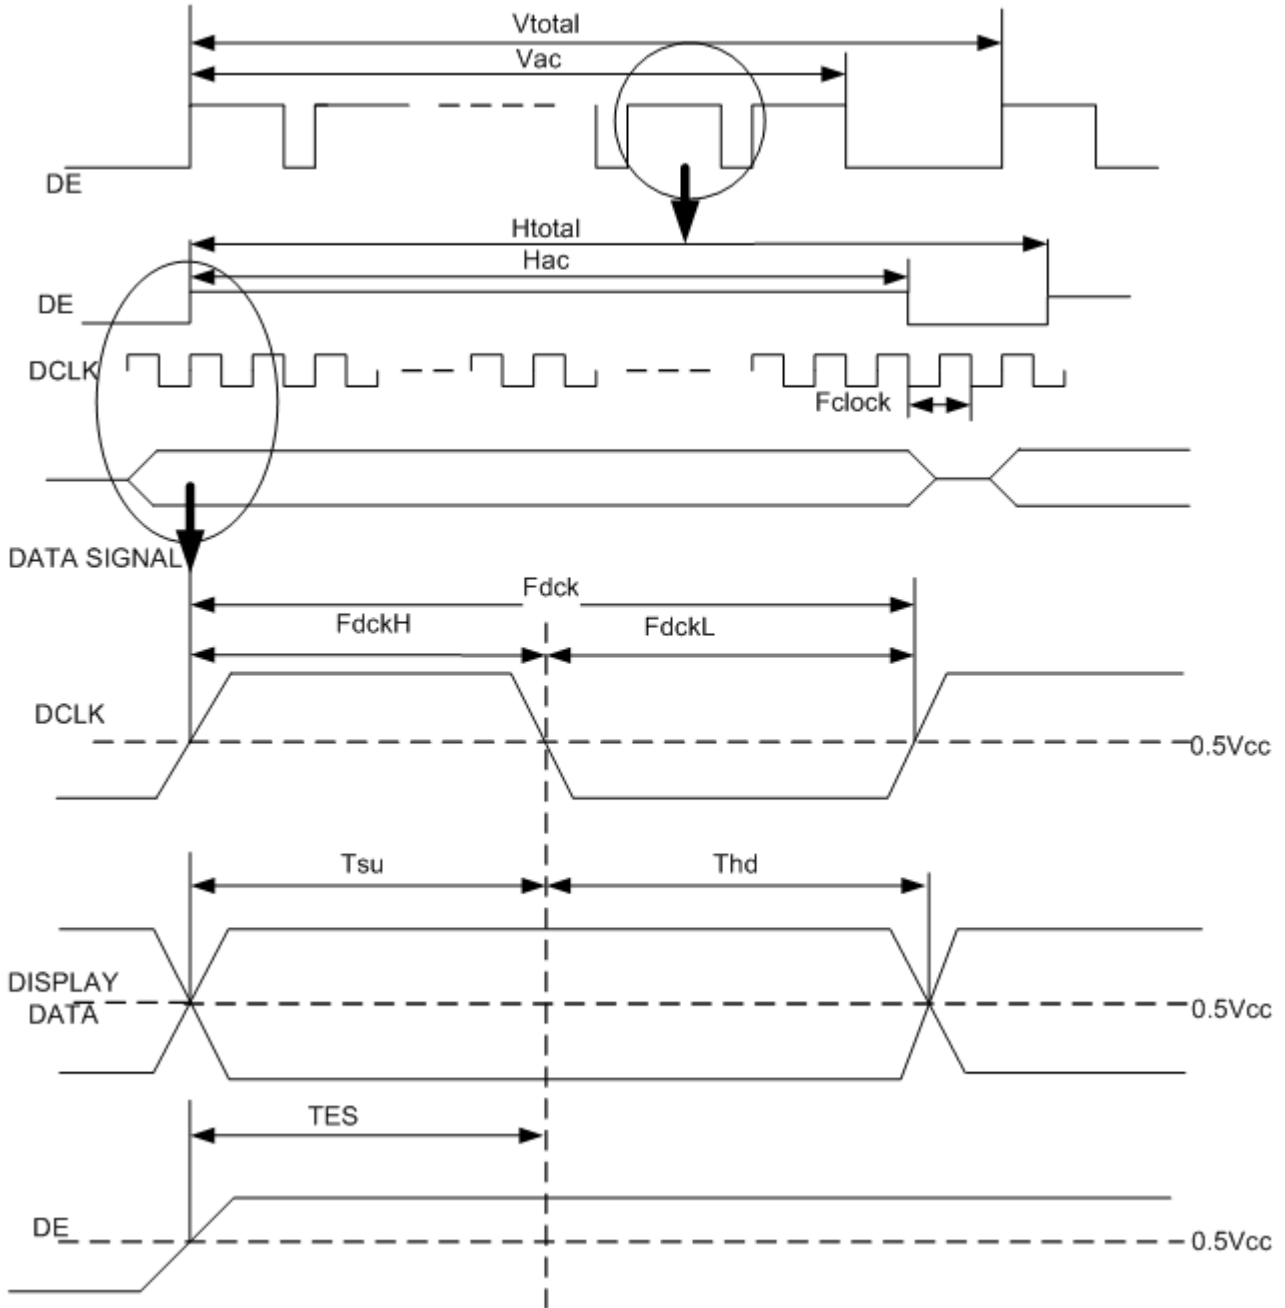 Vtotal
Vac
DE
Htotal
Hac
DE
DCLK
Fclock
DATA SIGNAL
Fdck
FdckH
FdckL
DCLK
0.5Vcc
Tsu
Thd
DISPLAY
DATA
0.5Vcc
TES
DE
0.5Vcc